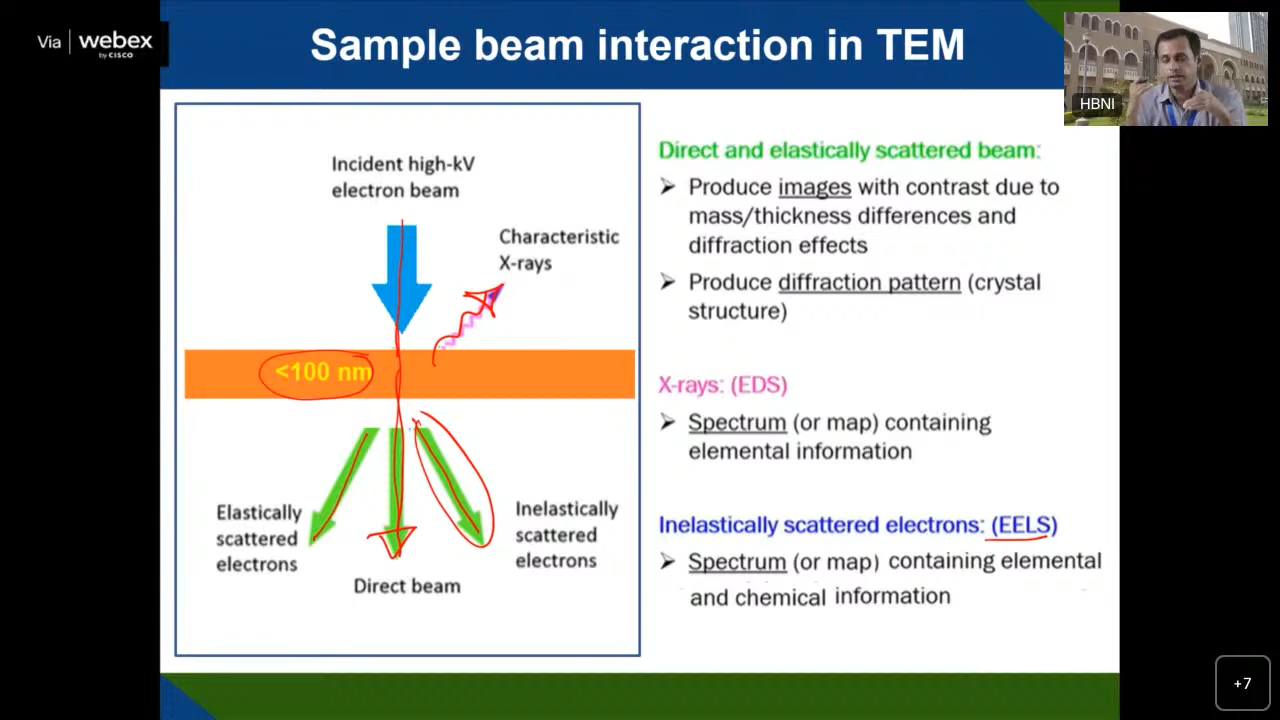 Via webex
by CISCO
Sample beam interaction in TEM
HBNI
Incident high-kV
electron beam
Characteristic
X-rays
<100 nm
Elastically
scattered
electrons
Direct beam
Inelastically
scattered
electrons
Direct and elastically scattered beam:
➤ Produce images with contrast due to
mass/thickness differences and
diffraction effects
➤ Produce diffraction pattern (crystal
structure)
X-rays: (EDS)
➤ Spectrum (or map) containing
elemental information
Inelastically scattered electrons: (EELS)
➤ Spectrum (or map) containing elemental
and chemical information
+7